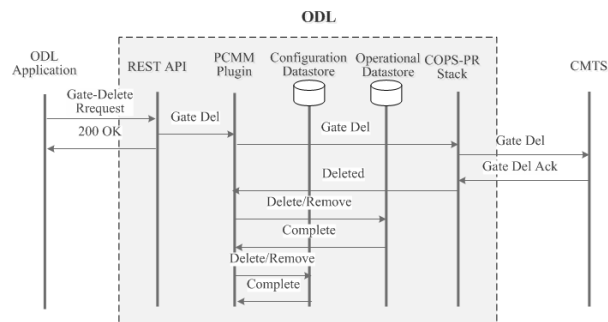 ODL
ODL
Application
REST API
PCMM
Plugin
Configuration
Datastore
Operational
Datastore
COPS-PR
Stack
CMTS
Gate-Delete
Rrequest
200 OK
Gate Del
Gate Del
Gate Del
Gate Del Ack
Deleted
Delete/Remove
Complete
Delete/Remove
Complete